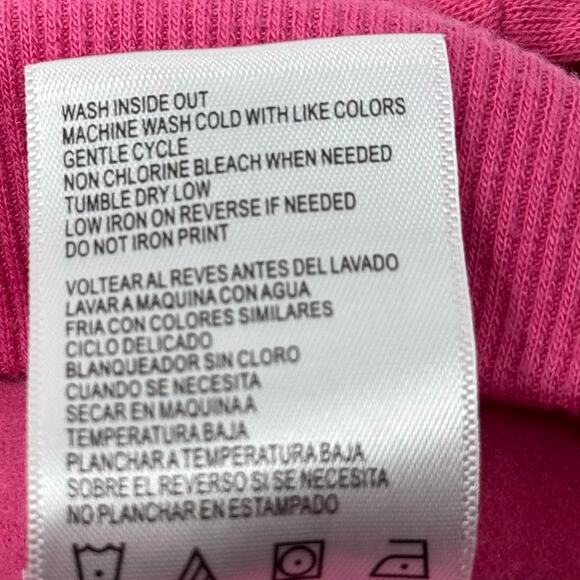 WASH INSIDE OUT
MACHINE WASH COLD WITH LIKE COLORS
GENTLE CYCLE
NON CHLORINE BLEACH WHEN NEEDED
TUMBLE DRY LOW
LOW IRON ON REVERSE IF NEEDED
DO NOT IRON PRINT
VOLTEAR AL REVES ANTES DEL LAVADO
LAVAR A MAQUINA CON AGUA
FRIA CON COLORES SIMILARES
CICLO DELICADO
BLANQUEADOR SIN CLORO
CUANDO SE NECESITA
SECAR EN MAQUINA A
TEMPERATURA BAJA
PLANCHAR A TEMPERATURA BAJA
SOBRE EL REVERSO SI SE NECESITA
NO PLANCHAR EN ESTAMPADO